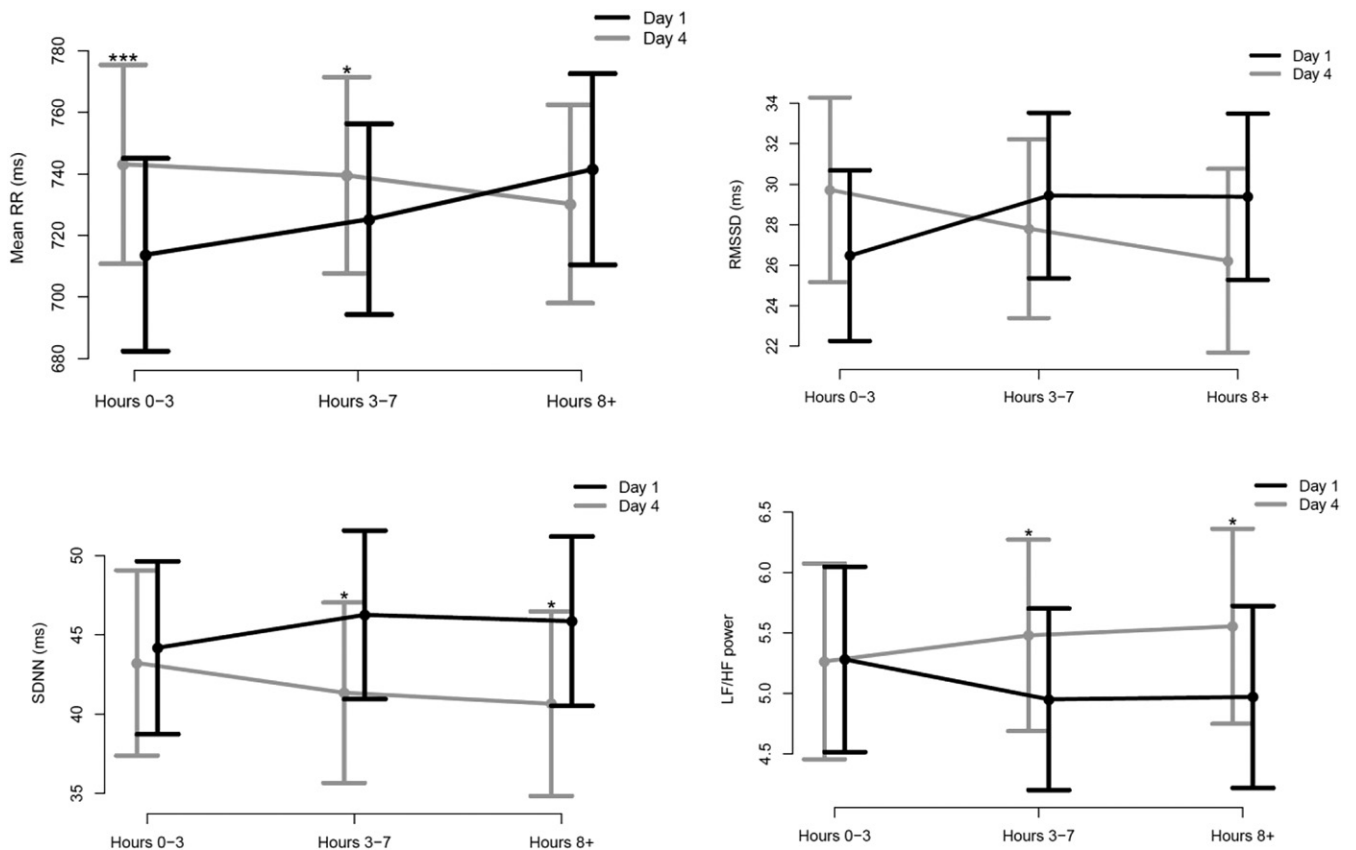 Day 1
Day 4
Mean RR (ms)
780
760
740
720
700
680
***
*
Hours 0−3
Hours 3−7
Hours 8+
Day 1
Day 4
RMSSD (ms)
34
32
30
28
26
24
22
Hours 0−3
Hours 3−7
Hours 8+
Day 1
Day 4
SDNN (ms)
50
45
40
35
*
*
Hours 0−3
Hours 3−7
Hours 8+
Day 1
Day 4
LF/HF power
6.5
6.0
5.5
5.0
4.5
*
*
Hours 0−3
Hours 3−7
Hours 8+